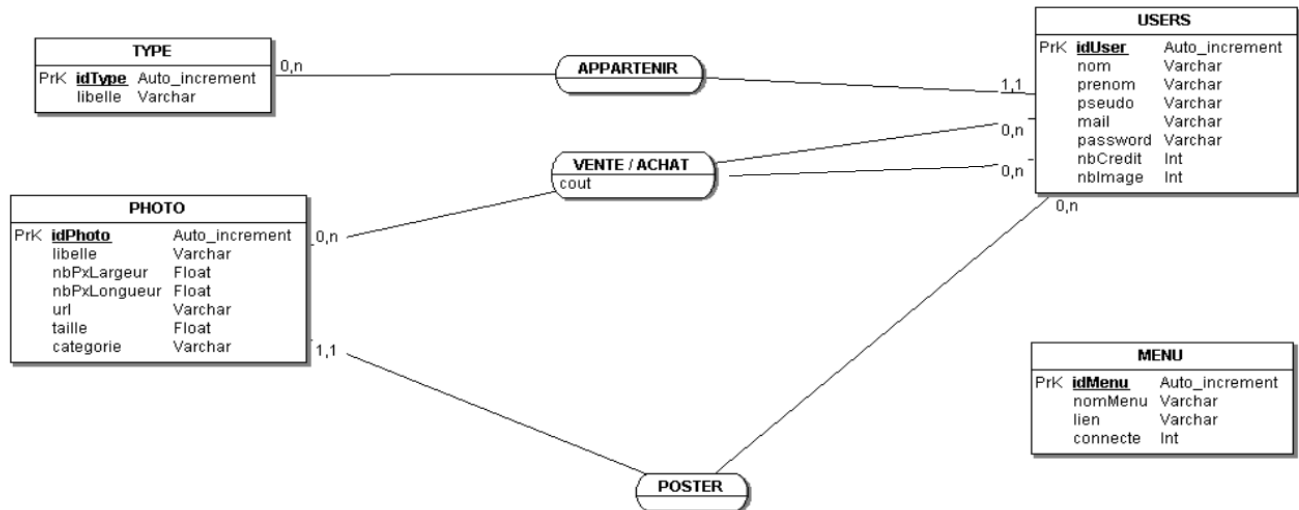 TYPE
PrK idType Auto_increment
libelle Varchar
0,n
APPARTENIR
1,1
USERS
PrK idUser Auto_increment
nom Varchar
prenom Varchar
pseudo Varchar
mail Varchar
password Varchar
nbCredit Int
nbImage Int
0,n
0,n
0,n
VENTE / ACHAT
cout
PHOTO
PrK idPhoto Auto_increment
libelle Varchar
nbPxLargeur Float
nbPxLongueur Float
url Varchar
taille Float
categorie Varchar
0,n
1,1
MENU
PrK idMenu Auto_increment
nomMenu Varchar
lien Varchar
connecte Int
POSTER